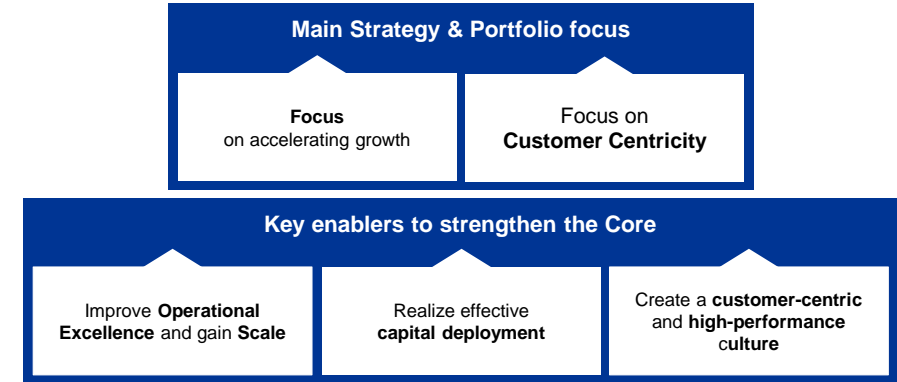 Main Strategy & Portfolio focus
Focus
on accelerating growth
Focus on
Customer Centricity
Key enablers to strengthen the Core
Improve Operational
Excellence and gain Scale
Realize effective
capital deployment
Create a customer-centric
and high-performance
culture